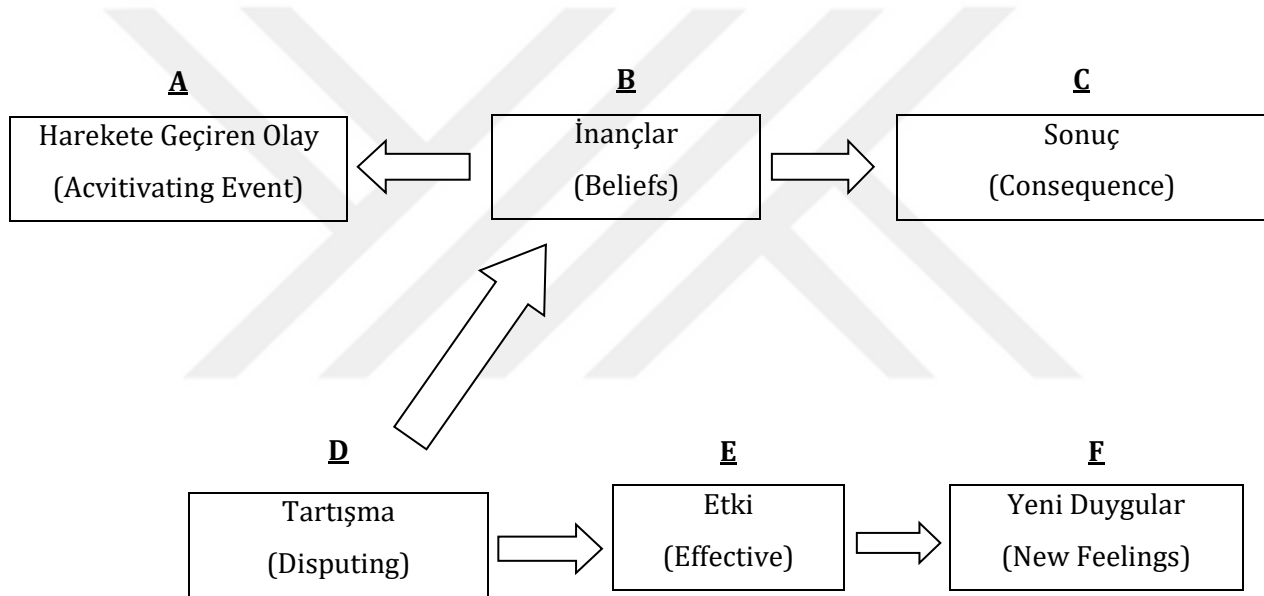 A
B
C
Harekete Geçiren Olay
(Acvitivating Event)
İnançlar
(Beliefs)
Sonuç
(Consequence)
D
E
F
Tartışma
(Disputing)
Etki
(Effective)
Yeni Duygular
(New Feelings)